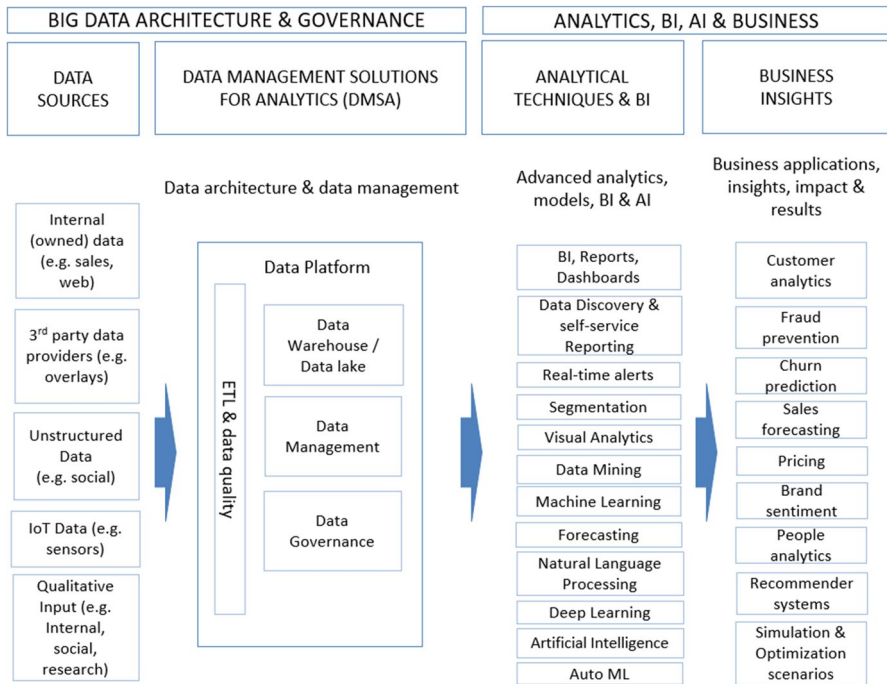 BIG DATA ARCHITECTURE & GOVERNANCE
ANALYTICS, BI, AI & BUSINESS
DATA
SOURCES
DATA MANAGEMENT SOLUTIONS
FOR ANALYTICS (DMSA)
ANALYTICAL
TECHNIQUES & BI
BUSINESS
INSIGHTS
Internal
(owned) data
(e.g. sales,
web)
3rd party data
providers (e.g.
overlays)
Unstructured
Data
(e.g. social)
IoT Data (e.g.
sensors)
Qualitative
Input (e.g.
Internal,
social,
research)
Data architecture & data management
Data Platform
ETL & data quality
Data
Warehouse /
Data lake
Data
Management
Data
Governance
Advanced analytics,
models, BI & AI
BI, Reports,
Dashboards
Data Discovery &
self-service
Reporting
Real-time alerts
Segmentation
Visual Analytics
Data Mining
Machine Learning
Forecasting
Natural Language
Processing
Deep Learning
Artificial Intelligence
Auto ML
Business applications,
insights, impact &
results
Customer
analytics
Fraud
prevention
Churn
prediction
Sales
forecasting
Pricing
Brand
sentiment
People
analytics
Recommender
systems
Simulation &
Optimization
scenarios